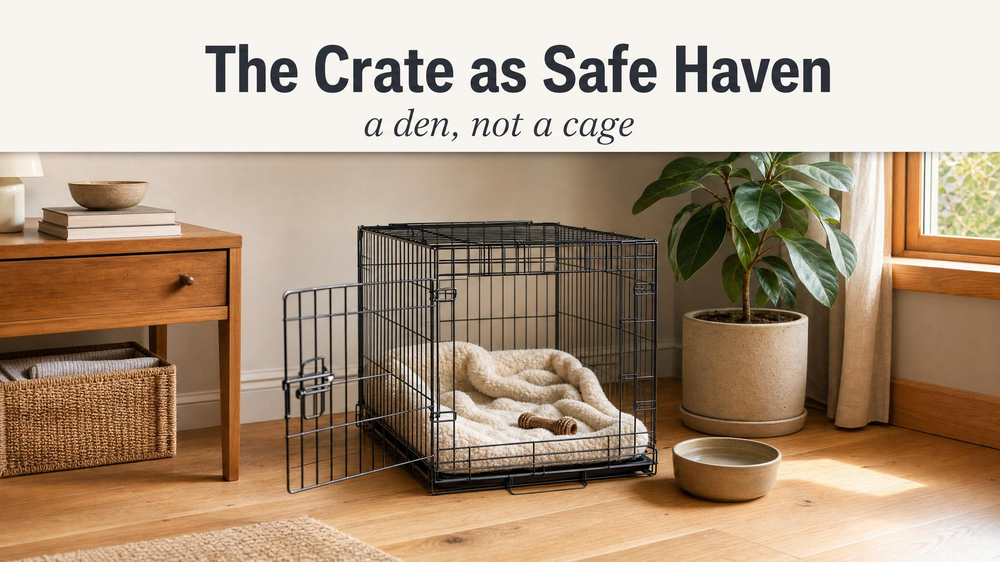 The Crate as Safe Haven
a den, not a cage